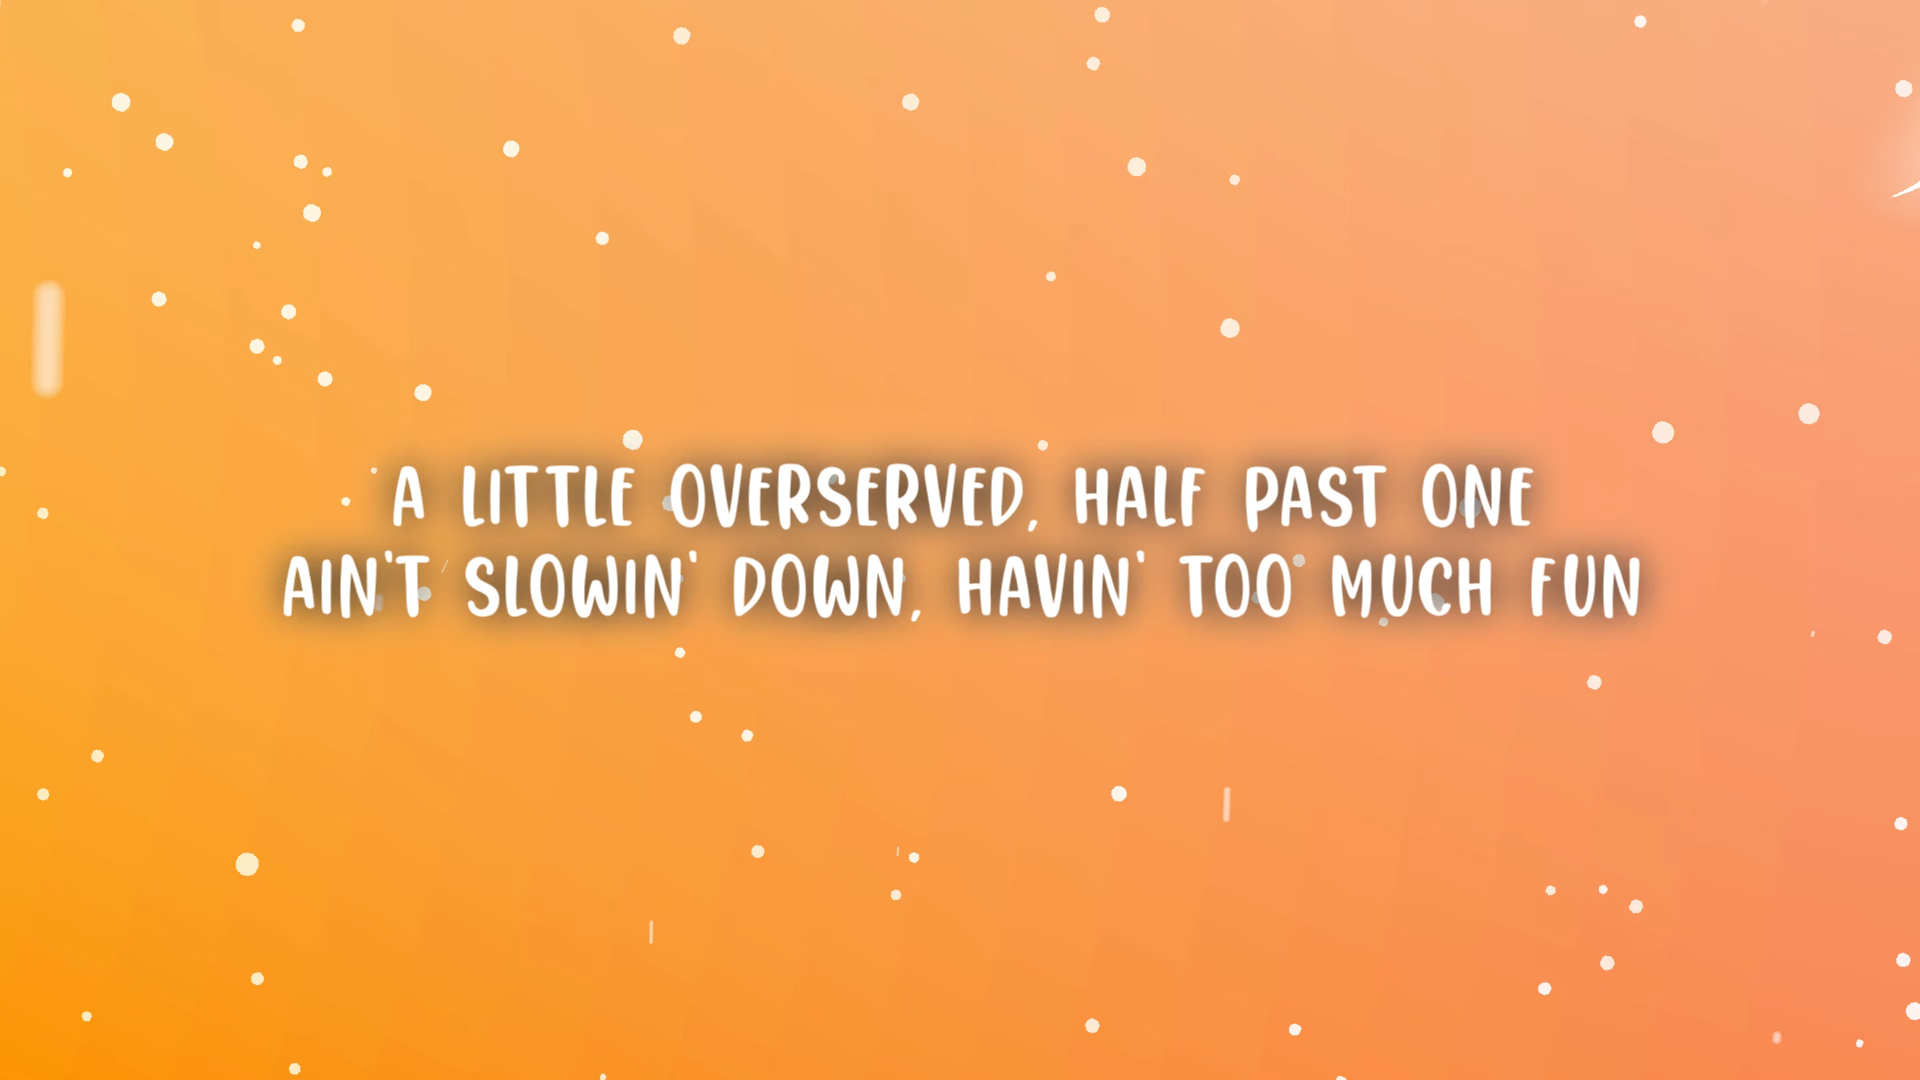 A LITTLE OVERSERVED, HALF PAST ONE
AIN'T SLOWIN' DOWN, HAVIN' TOO MUCH FUN